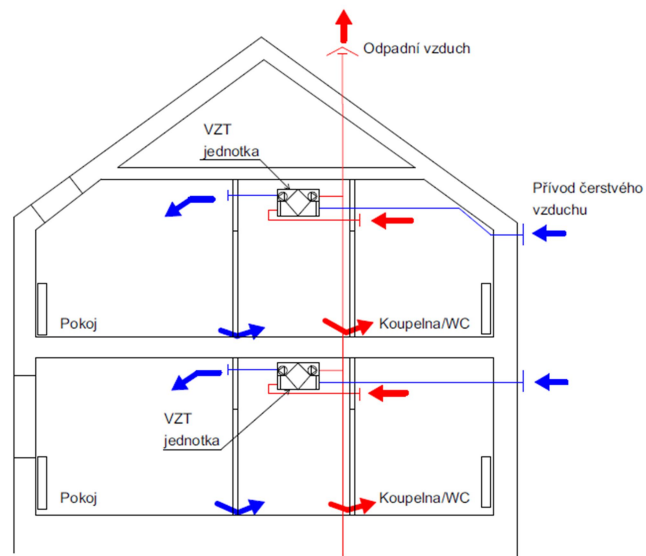 Odpadní vzduch
VZT
jednotka
Přívod čerstvého
vzduchu
Pokoj
Koupelna/WC
VZT
jednotka
Pokoj
Koupelna/WC